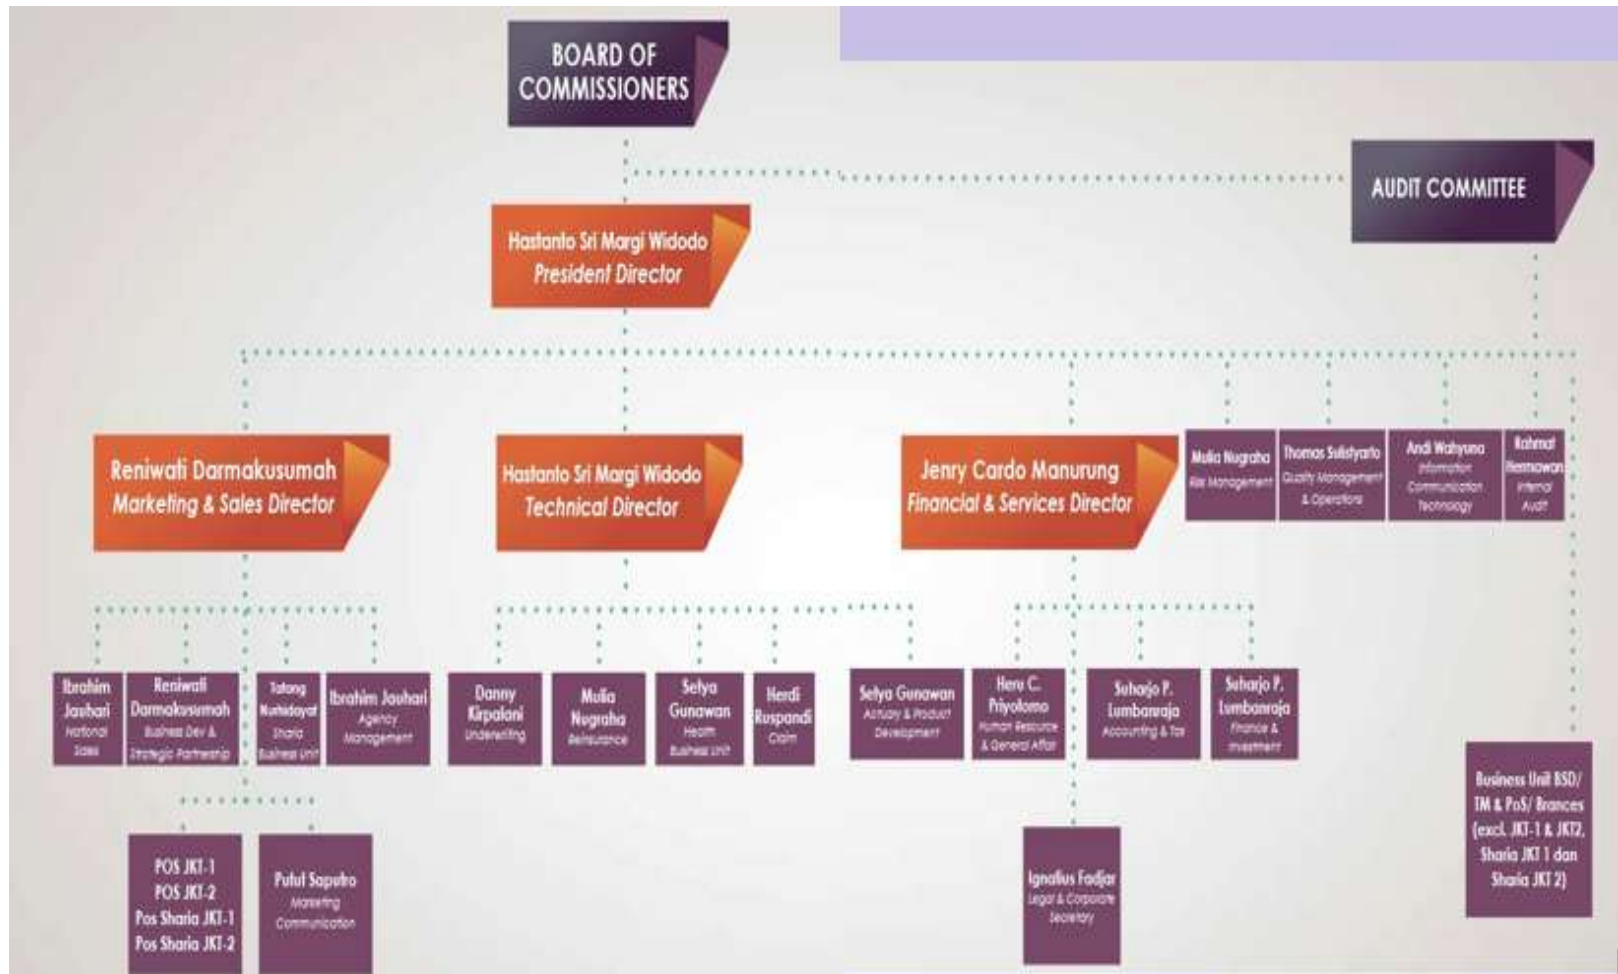 BOARD OF
COMMISSIONERS
AUDIT COMMITTEE
Hastanto Sri Margi Widodo
President Director
Reniwati Darmakusumah
Marketing & Sales Director
Hastanto Sri Margi Widodo
Technical Director
Jenry Cardo Manurung
Financial & Services Director
Mulia Nugraha
Risk Management
Thomas Sulistyarto
Quality Management
& Operations
Andi Wahyuna
Information
Communication
Technology
Rahmat
Hermawan
Internal
Audit
Ibrahim
Jauhari
National
Sales
Reniwati
Darmakusumah
Business Dev &
Strategic Partnership
Tatang
Nurhidayat
Sharia
Business Unit
Ibrahim Jauhari
Agency
Management
Danny
Kirpalani
Underwriting
Mulia
Nugraha
Reinsurance
Setya
Gunawan
Health
Business Unit
Herdi
Ruspandi
Claim
Setya Gunawan
Actuary & Product
Development
Heru C.
Priyotomo
Human Resource
& General Affair
Suharjo P.
Lumbanraja
Accounting & Tax
Suharjo P.
Lumbanraja
Finance &
Investment
POS JKT-1
POS JKT-2
Pos Sharia JKT-1
Pos Sharia JKT-2
Putut Saputro
Marketing
Communication
Ignatius Fadjar
Legal & Corporate
Secretary
Business Unit BSD/
TM & PoS/ Brances
(excl. JKT-1 & JKT2,
Sharia JKT 1 dan
Sharia JKT 2)